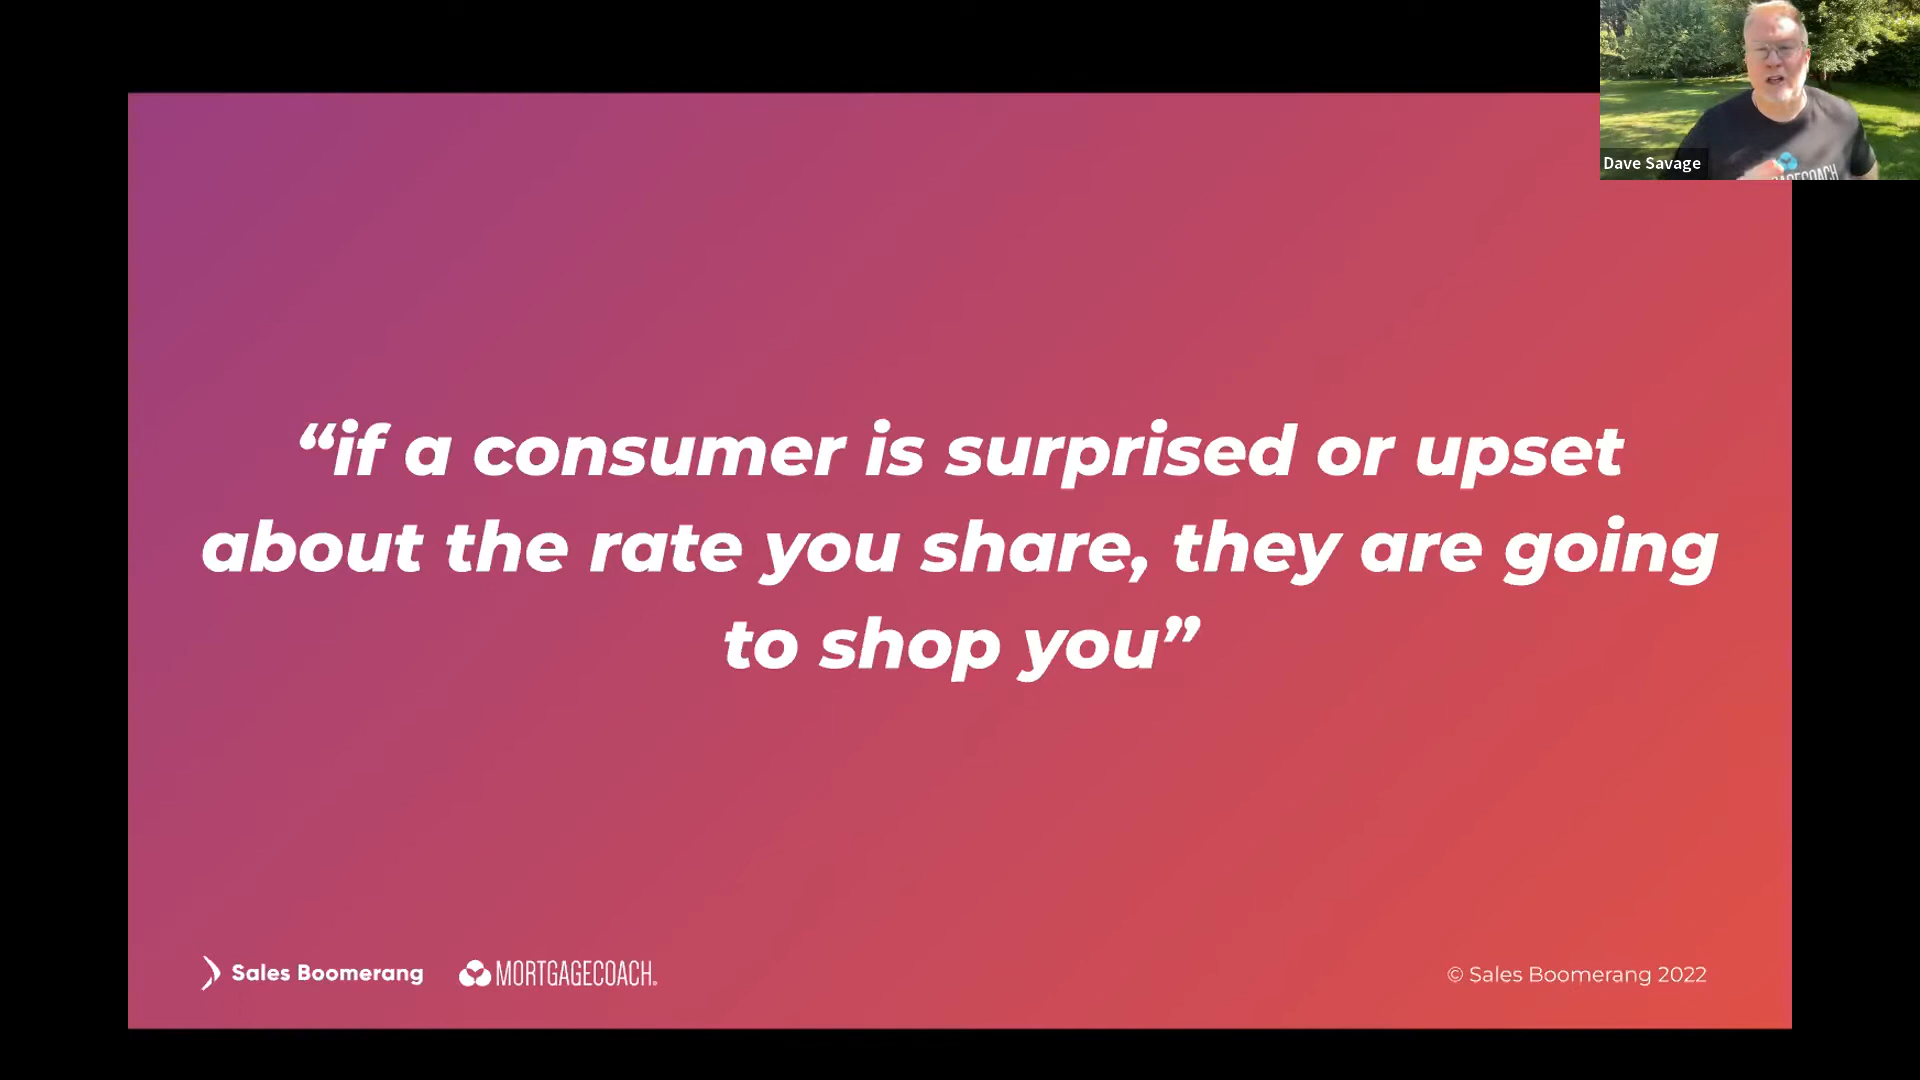 Dave Savage
“if a consumer is surprised or upset
about the rate you share, they are going
to shop you”
Sales Boomerang
MORTGAGECOACH.
© Sales Boomerang 2022